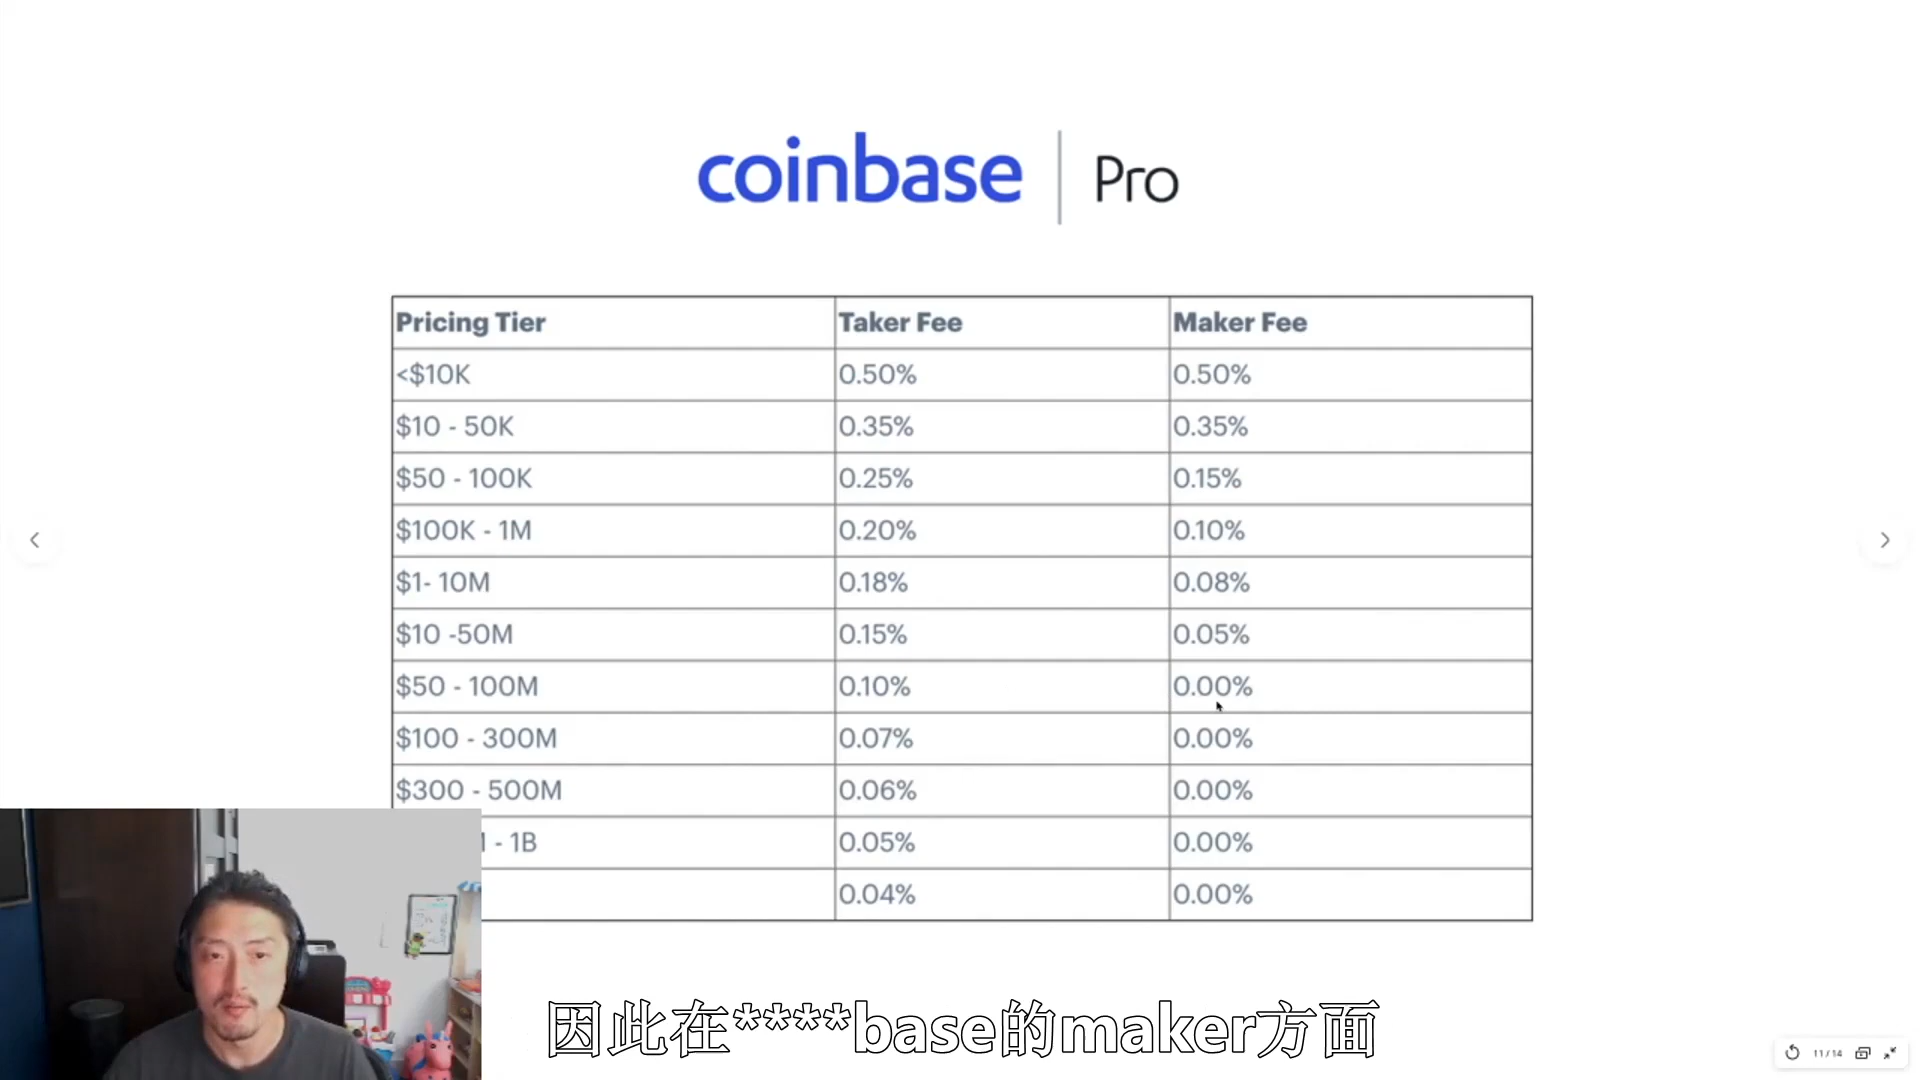 coinbase | Pro
Pricing Tier Taker Fee Maker Fee
<$10K 0.50% 0.50%
$10 - 50K 0.35% 0.35%
$50 - 100K 0.25% 0.15%
$100K - 1M 0.20% 0.10%
$1- 10M 0.18% 0.08%
$10 -50M 0.15% 0.05%
$50 - 100M 0.10% 0.00%
$100 - 300M 0.07% 0.00%
$300 - 500M 0.06% 0.00%
- 1B 0.05% 0.00%
0.04% 0.00%
因此在****base的maker方面
11/14